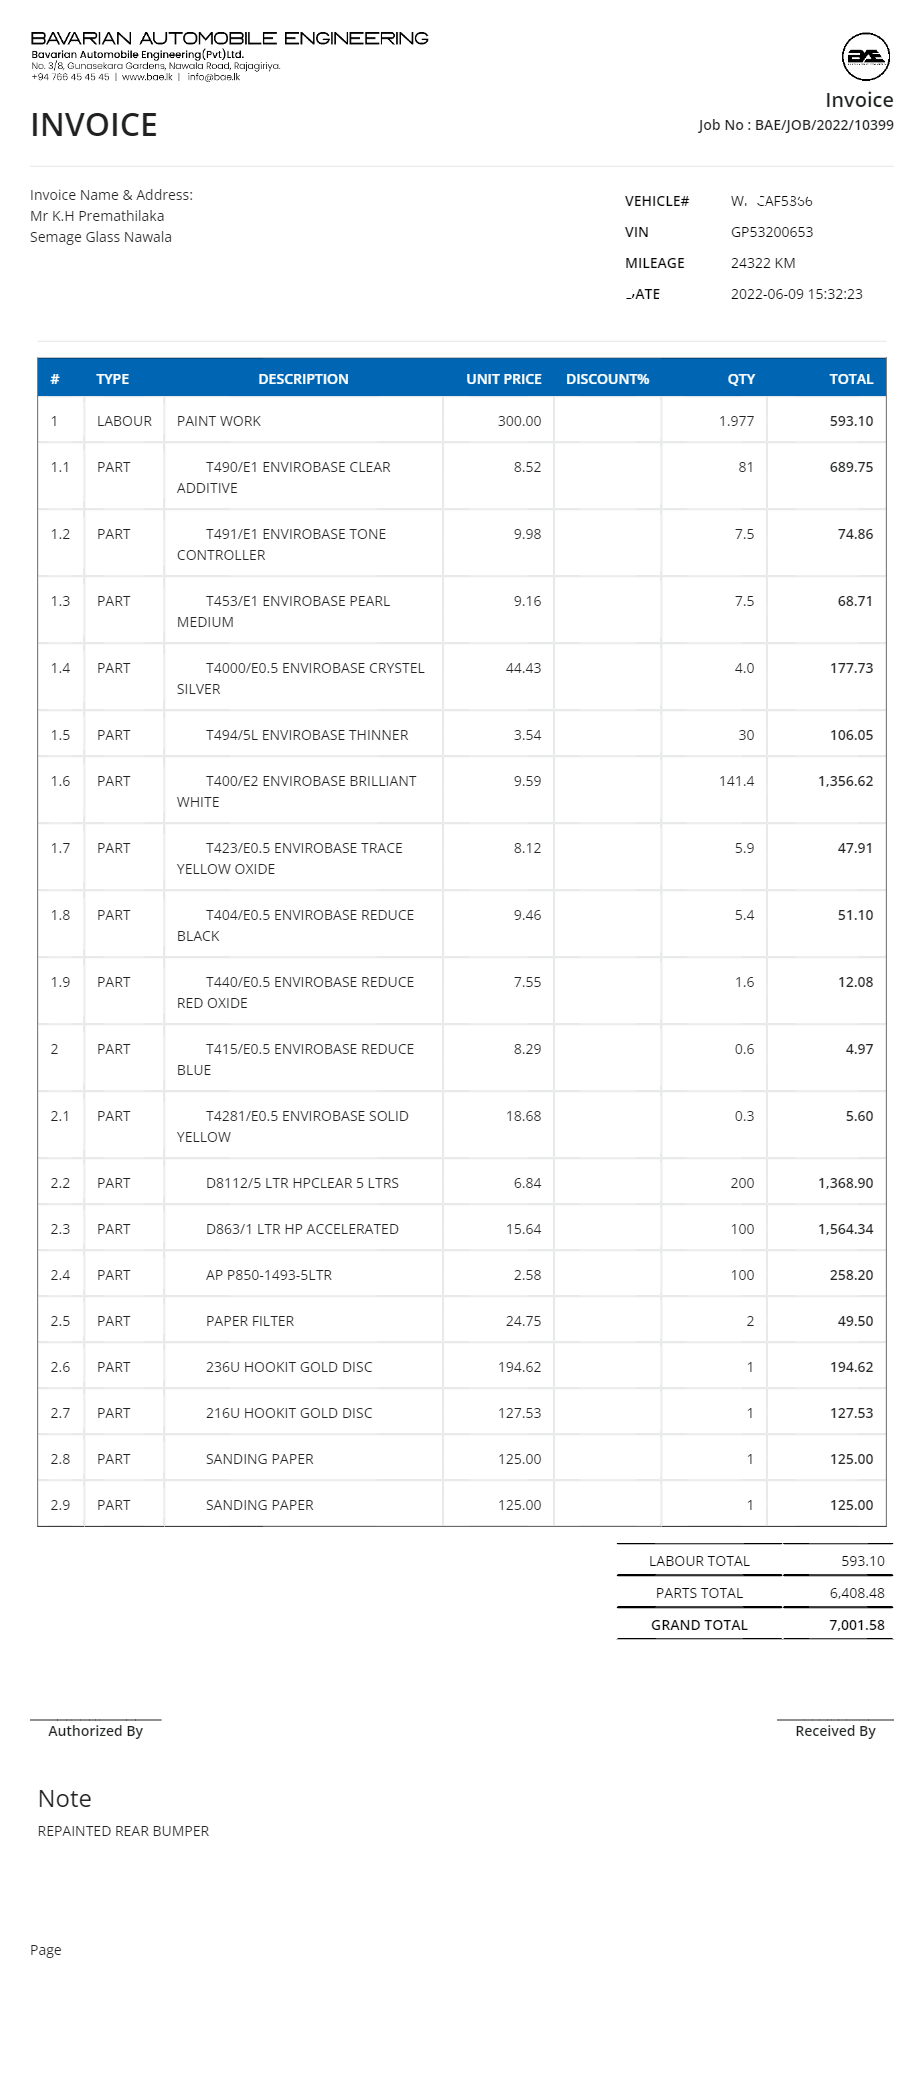 BAVARIAN AUTOMOBILE ENGINEERING
Bavarian Automobile Engineering(Pvt)Ltd.
No. 3/8, Gunasekara Gardens, Nawala Road, Rajagiriya.
+94 766 45 45 45 | www.bae.lk | info@bae.lk
BAE
Invoice
INVOICE
Job No : BAE/JOB/2022/10399
Invoice Name & Address:
Mr K.H Premathilaka
Semage Glass Nawala
VEHICLE#
VIN GP53200653
MILEAGE 24322 KM
2022-06-09 15:32:23
# TYPE DESCRIPTION UNIT PRICE DISCOUNT% QTY TOTAL
1 LABOUR PAINT WORK 300.00 1.977 593.10
1.1 PART T490/E1 ENVIROBASE CLEAR 8.52 81 689.75
ADDITIVE
1.2 PART T491/E1 ENVIROBASE TONE 9.98 7.5 74.86
CONTROLLER
1.3 PART T453/E1 ENVIROBASE PEARL 9.16 7.5 68.71
MEDIUM
1.4 PART T4000/E0.5 ENVIROBASE CRYSTEL 44.43 4.0 177.73
SILVER
1.5 PART T494/5L ENVIROBASE THINNER 3.54 30 106.05
1.6 PART T400/E2 ENVIROBASE BRILLIANT 9.59 141.4 1,356.62
WHITE
1.7 PART T423/E0.5 ENVIROBASE TRACE 8.12 5.9 47.91
YELLOW OXIDE
1.8 PART T404/E0.5 ENVIROBASE REDUCE 9.46 5.4 51.10
BLACK
1.9 PART T440/E0.5 ENVIROBASE REDUCE 7.55 1.6 12.08
RED OXIDE
2 PART T415/E0.5 ENVIROBASE REDUCE 8.29 0.6 4.97
BLUE
2.1 PART T4281/E0.5 ENVIROBASE SOLID 18.68 0.3 5.60
YELLOW
2.2 PART D8112/5 LTR HPCLEAR 5 LTRS 6.84 200 1,368.90
2.3 PART D863/1 LTR HP ACCELERATED 15.64 100 1,564.34
2.4 PART AP P850-1493-5LTR 2.58 100 258.20
2.5 PART PAPER FILTER 24.75 2 49.50
2.6 PART 236U HOOKIT GOLD DISC 194.62 1 194.62
2.7 PART 216U HOOKIT GOLD DISC 127.53 1 127.53
2.8 PART SANDING PAPER 125.00 1 125.00
2.9 PART SANDING PAPER 125.00 1 125.00
LABOUR TOTAL 593.10
PARTS TOTAL 6,408.48
GRAND TOTAL 7,001.58
Authorized By Received By
Note
REPAINTED REAR BUMPER
Page